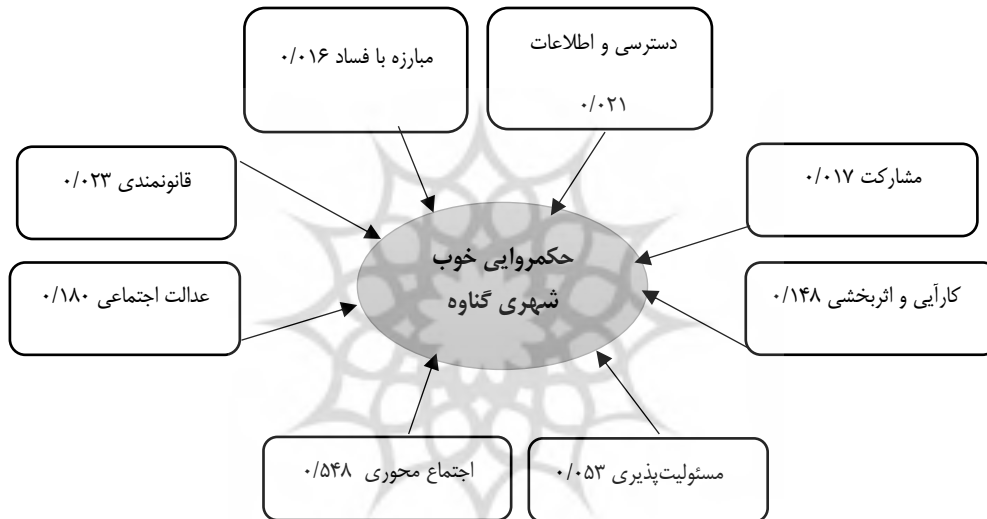 دسترسی و اطلاعات
۰/۰۲۱
مبارزه با فساد ۰/۰۱۶
مشارکت ۰/۰۱۷
قانونمندی ۰/۰۲۳
حکمروایی خوب
شهری گناوه
کارآیی و اثربخشی ۰/۱۴۸
عدالت اجتماعی ۰/۱۸۰
مسئولیت‌پذیری ۰/۰۵۳
اجتماع محوری ۰/۵۴۸